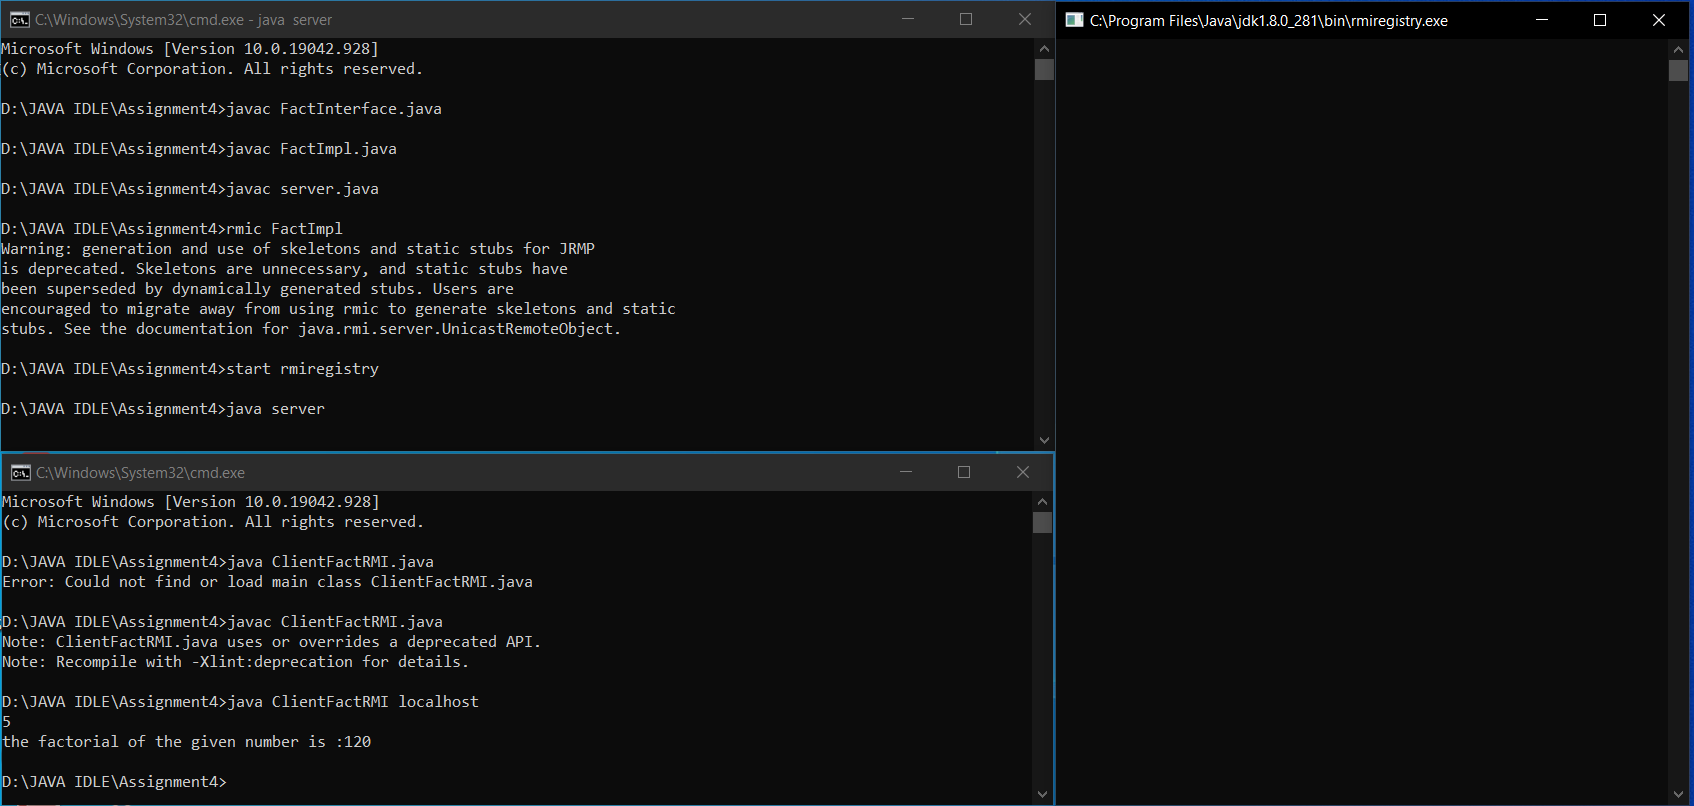 C:\Windows\System32\cmd.exe - java  server
Microsoft Windows [Version 10.0.19042.928]
(c) Microsoft Corporation. All rights reserved.
D:\JAVA IDLE\Assignment4>javac FactInterface.java
D:\JAVA IDLE\Assignment4>javac FactImpl.java
D:\JAVA IDLE\Assignment4>javac server.java
D:\JAVA IDLE\Assignment4>rmic FactImpl
Warning: generation and use of skeletons and static stubs for JRMP
is deprecated. Skeletons are unnecessary, and static stubs have
been superseded by dynamically generated stubs. Users are
encouraged to migrate away from using rmic to generate skeletons and static
stubs. See the documentation for java.rmi.server.UnicastRemoteObject.
D:\JAVA IDLE\Assignment4>start rmiregistry
D:\JAVA IDLE\Assignment4>java server
C:\Program Files\Java\jdk1.8.0_281\bin\rmiregistry.exe
C:\Windows\System32\cmd.exe
Microsoft Windows [Version 10.0.19042.928]
(c) Microsoft Corporation. All rights reserved.
D:\JAVA IDLE\Assignment4>java ClientFactRMI.java
Error: Could not find or load main class ClientFactRMI.java
D:\JAVA IDLE\Assignment4>javac ClientFactRMI.java
Note: ClientFactRMI.java uses or overrides a deprecated API.
Note: Recompile with -Xlint:deprecation for details.
D:\JAVA IDLE\Assignment4>java ClientFactRMI localhost
5
the factorial of the given number is :120
D:\JAVA IDLE\Assignment4>